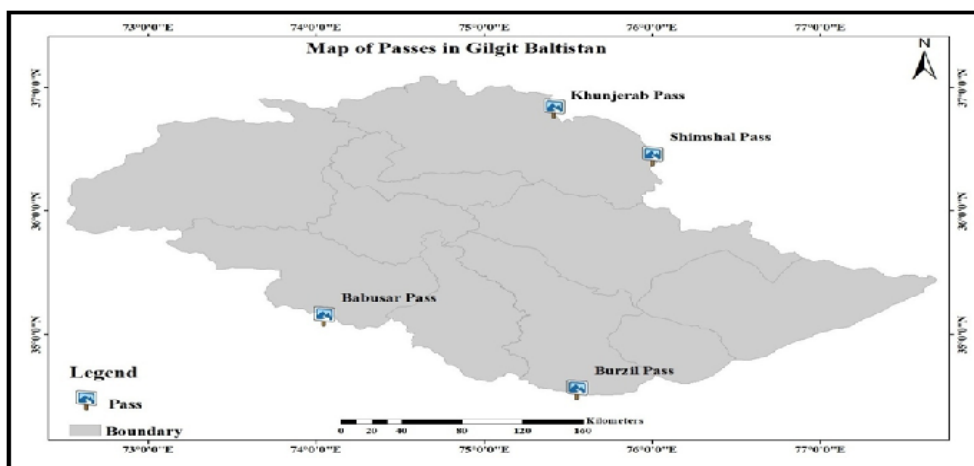 73°0'0"E 74°0'0"E 75°0'0"E 76°0'0"E 77°0'0"E
Map of Passes in Gilgit Baltistan
N
37°0'0"N 37°0'0"N
Khunjerab Pass
Shimshal Pass
36°0'0"N 36°0'0"N
Babusar Pass
35°0'0"N 35°0'0"N
Burzil Pass
Legend
Pass
Boundary
Kilometers
0 20 40 80 120 160
73°0'0"E 74°0'0"E 75°0'0"E 76°0'0"E 77°0'0"E